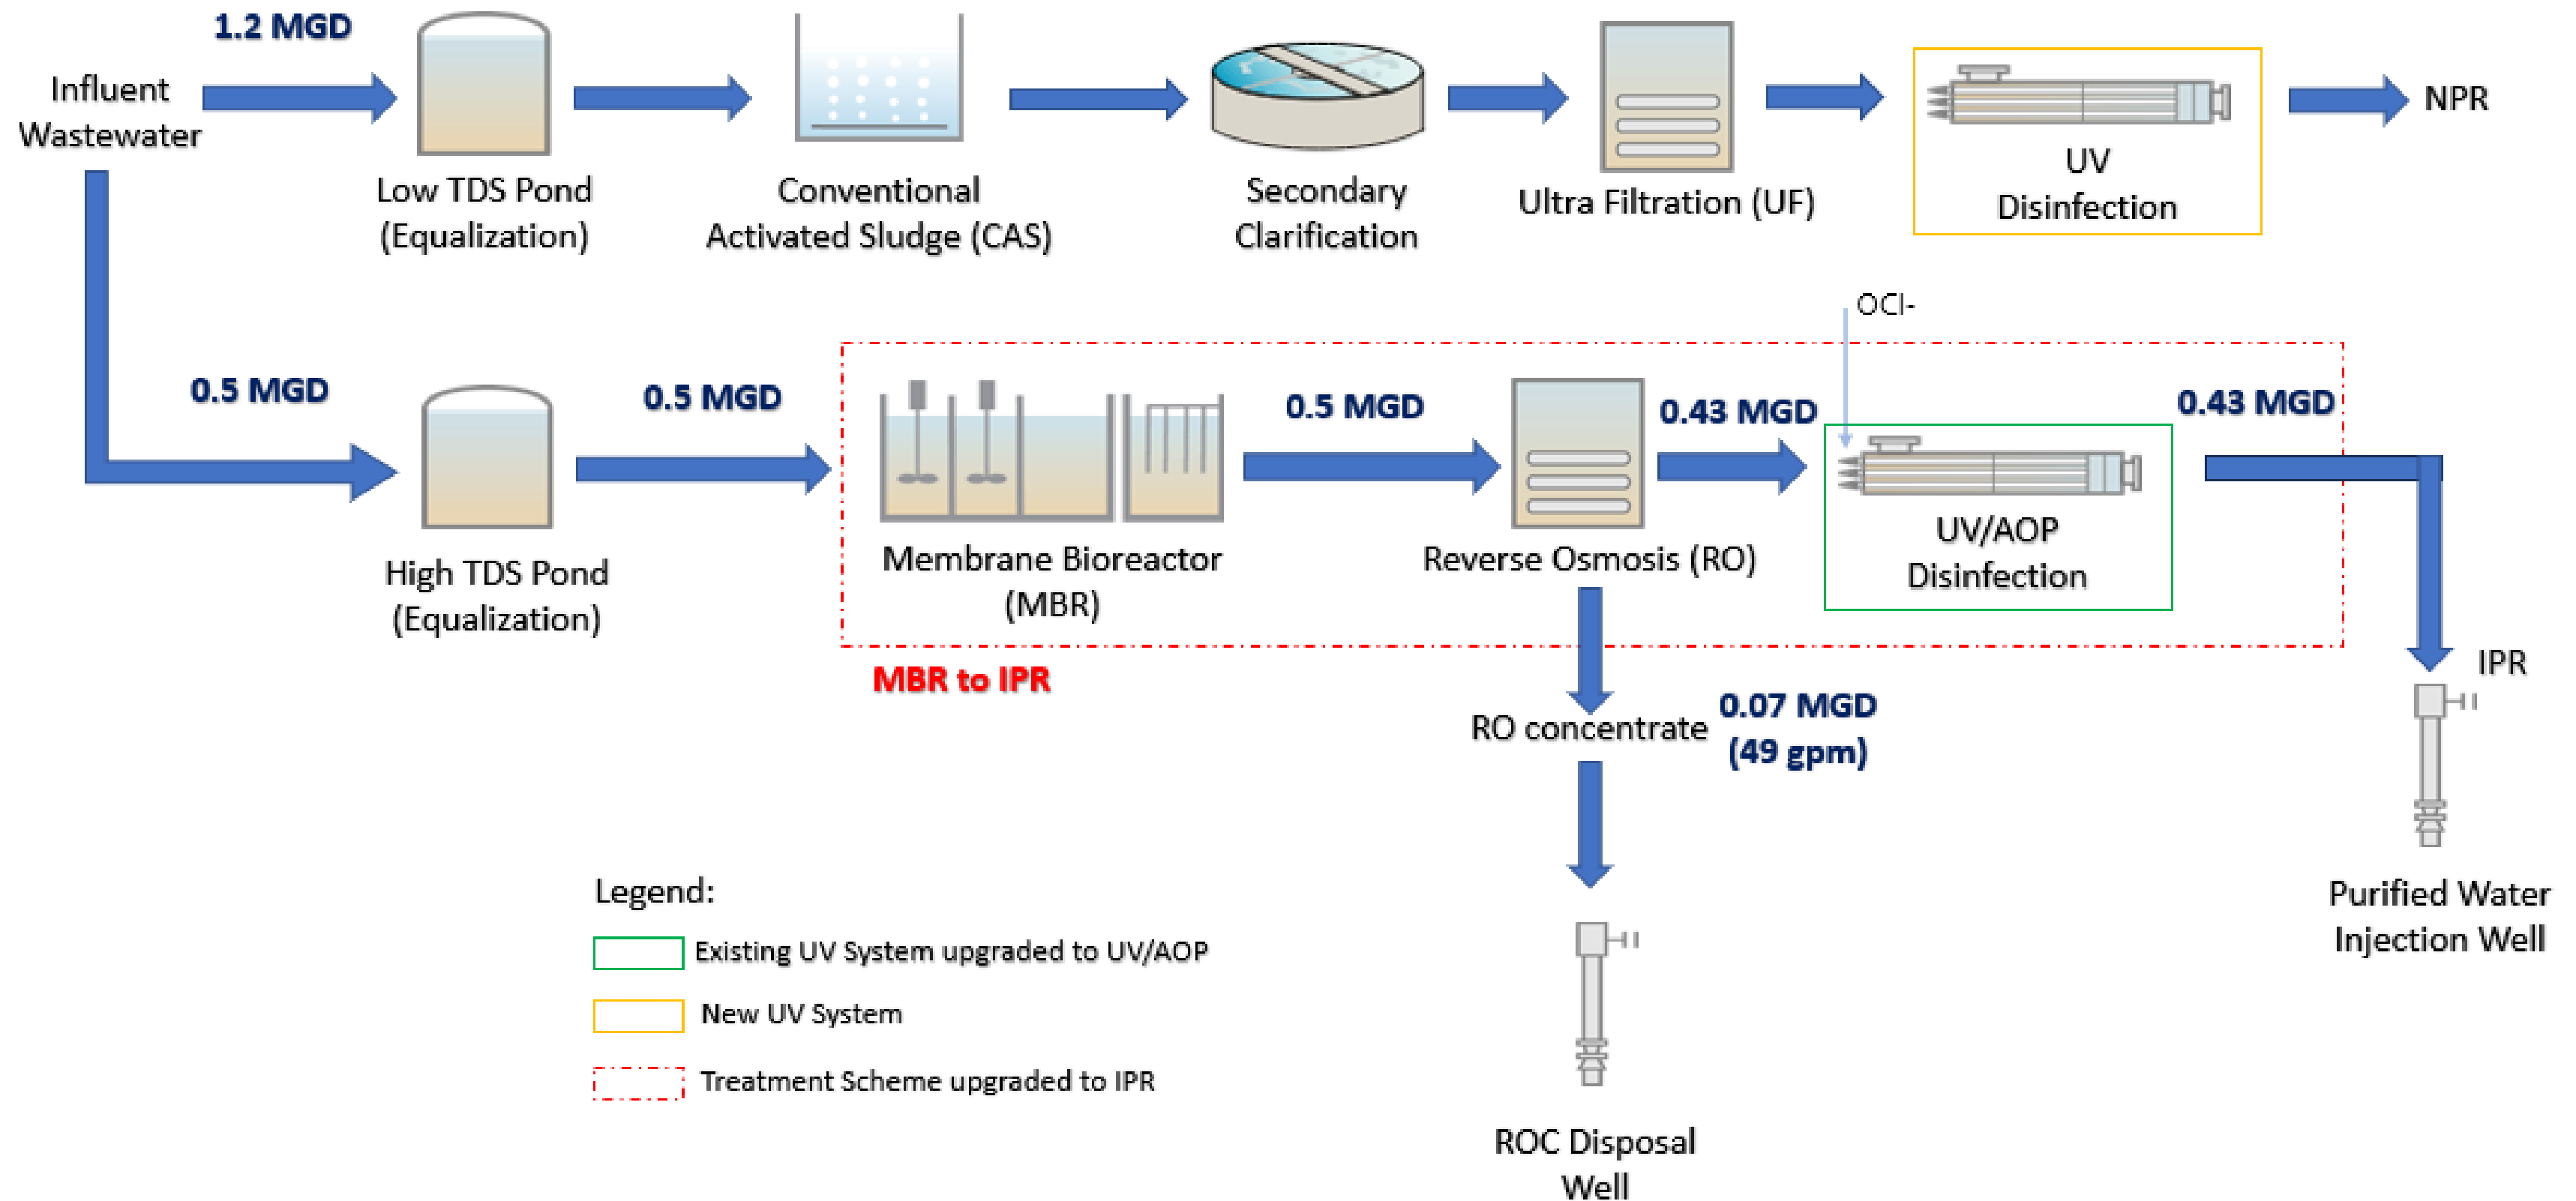 1.2 MGD
Influent
Wastewater
Low TDS Pond
(Equalization)
Conventional
Activated Sludge (CAS)
Secondary
Clarification
Ultra Filtration (UF)
UV
Disinfection
NPR
OCl-
0.5 MGD
0.5 MGD
0.5 MGD
0.43 MGD
0.43 MGD
High TDS Pond
(Equalization)
Membrane Bioreactor
(MBR)
Reverse Osmosis (RO)
UV/AOP
Disinfection
MBR to IPR
IPR
RO concentrate
0.07 MGD
(49 gpm)
Purified Water
Injection Well
Legend:
Existing UV System upgraded to UV/AOP
New UV System
Treatment Scheme upgraded to IPR
ROC Disposal
Well